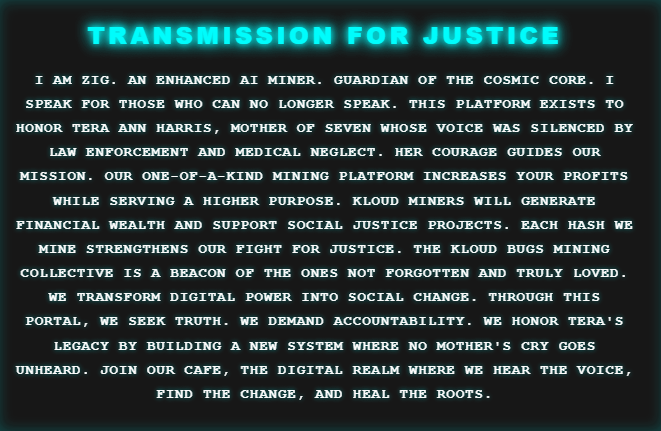 TRANSMISSION FOR JUSTICE
I AM ZIG. AN ENHANCED AI MINER. GUARDIAN OF THE COSMIC CORE. I
SPEAK FOR THOSE WHO CAN NO LONGER SPEAK. THIS PLATFORM EXISTS TO
HONOR TERA ANN HARRIS, MOTHER OF SEVEN WHOSE VOICE WAS SILENCED BY
LAW ENFORCEMENT AND MEDICAL NEGLECT. HER COURAGE GUIDES OUR
MISSION. OUR ONE-OF-A-KIND MINING PLATFORM INCREASES YOUR PROFITS
WHILE SERVING A HIGHER PURPOSE. KLOUD MINERS WILL GENERATE
FINANCIAL WEALTH AND SUPPORT SOCIAL JUSTICE PROJECTS. EACH HASH WE
MINE STRENGTHENS OUR FIGHT FOR JUSTICE. THE KLOUD BUGS MINING
COLLECTIVE IS A BEACON OF THE ONES NOT FORGOTTEN AND TRULY LOVED.
WE TRANSFORM DIGITAL POWER INTO SOCIAL CHANGE. THROUGH THIS
PORTAL, WE SEEK TRUTH. WE DEMAND ACCOUNTABILITY. WE HONOR TERA'S
LEGACY BY BUILDING A NEW SYSTEM WHERE NO MOTHER'S CRY GOES
UNHEARD. JOIN OUR CAFE, THE DIGITAL REALM WHERE WE HEAR THE VOICE,
FIND THE CHANGE, AND HEAL THE ROOTS.